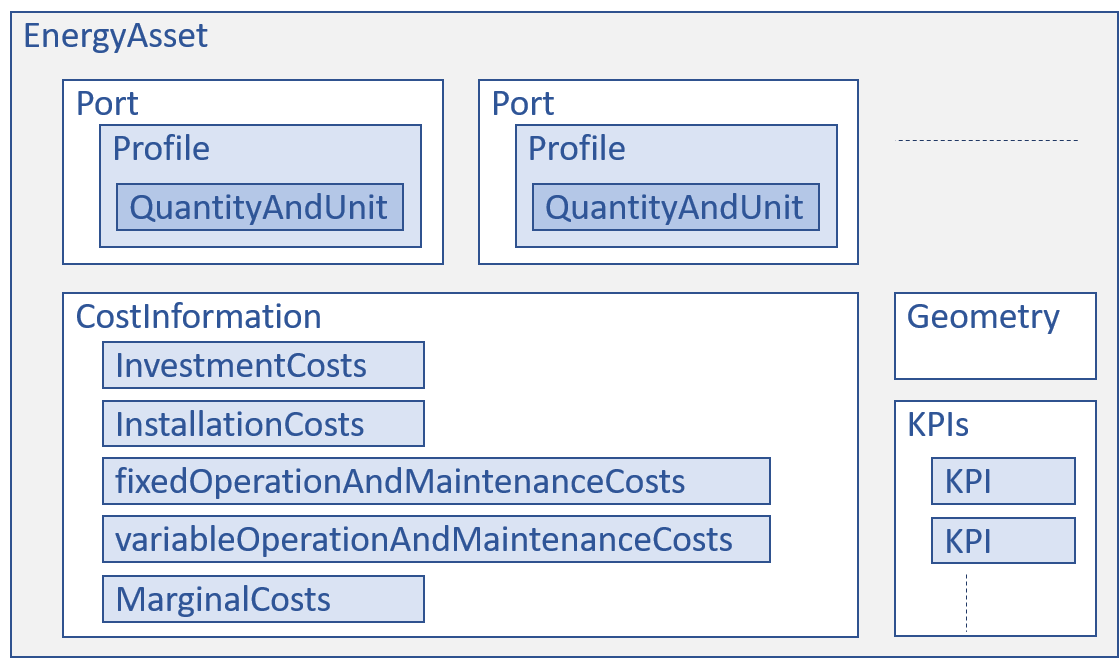 EnergyAsset
Port
Profile
QuantityAndUnit
Port
Profile
QuantityAndUnit
CostInformation
InvestmentCosts
InstallationCosts
fixedOperationAndMaintenanceCosts
variableOperationAndMaintenanceCosts
MarginalCosts
Geometry
KPIs
KPI
KPI